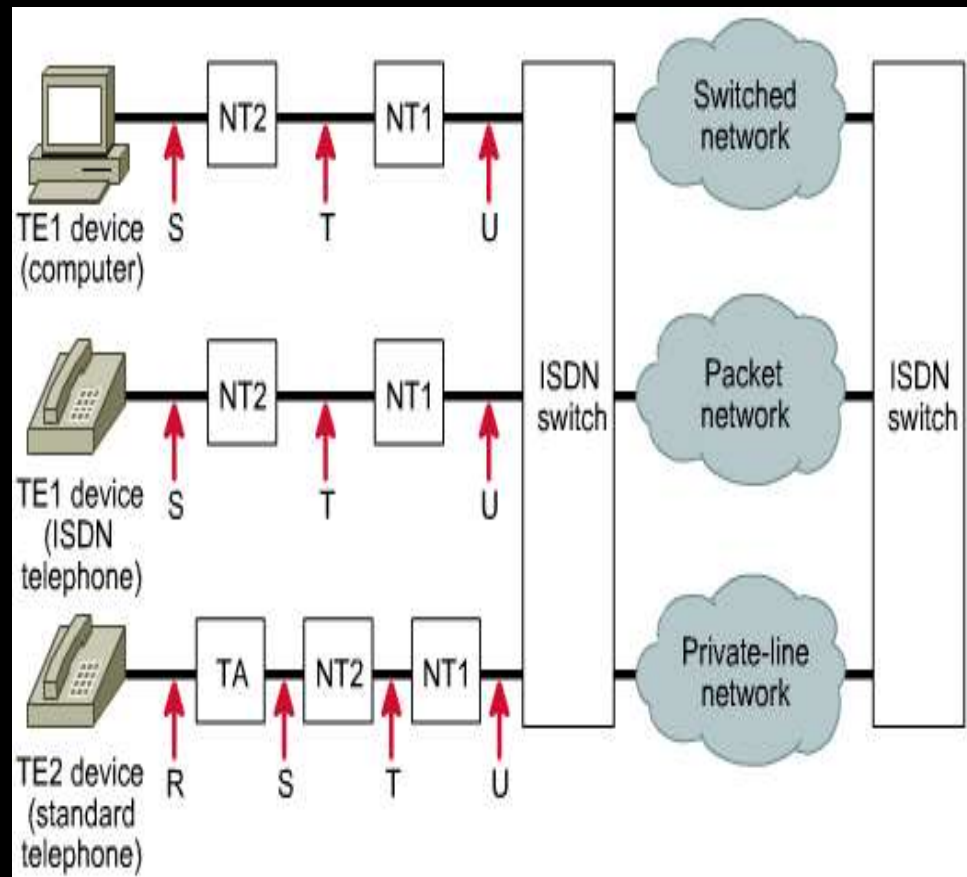 Switched
network
NT2
NT1
TE1 device
(computer)
S
T
U
NT2
NT1
ISDN
switch
Packet
network
ISDN
switch
TE1 device
(ISDN
telephone)
S
T
U
TA
NT2
NT1
Private-line
network
TE2 device
(standard
telephone)
R
S
T
U